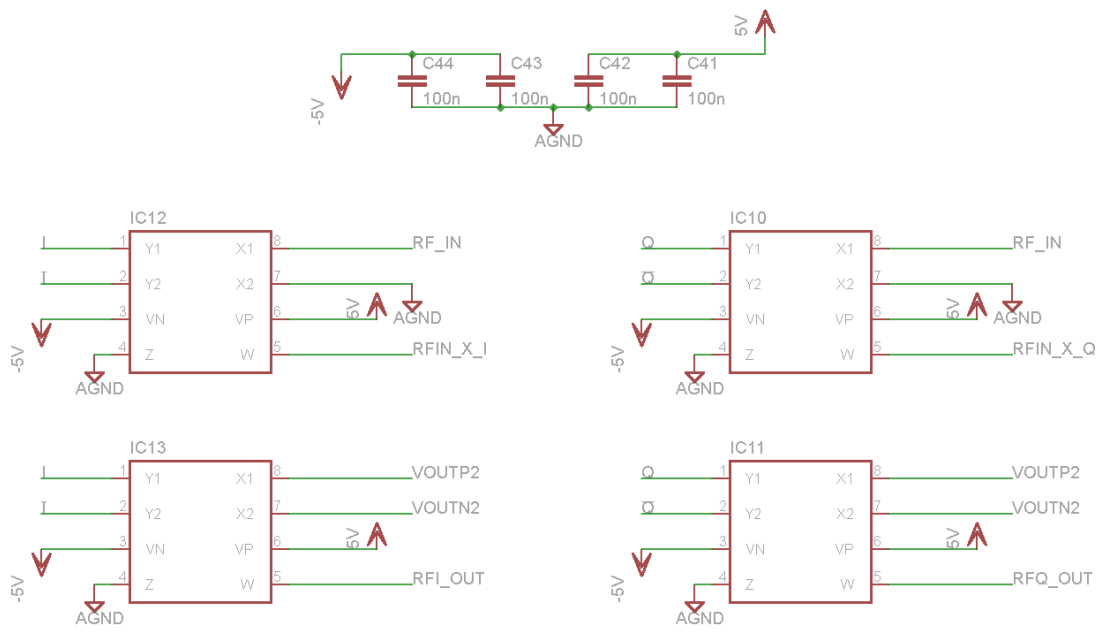 5V
C44 C43 C42 C41
-5V 100n 100n 100n 100n
AGND
IC12
I 1 Y1 X1 8 RF_IN
I̅ 2 Y2 X2 7
-5V 3 VN VP 6 5V AGND
4 Z W 5 RFIN_X_I
AGND
IC10
Q 1 Y1 X1 8 RF_IN
Q̅ 2 Y2 X2 7
-5V 3 VN VP 6 5V AGND
4 Z W 5 RFIN_X_Q
AGND
IC13
I 1 Y1 X1 8 VOUTP2
I̅ 2 Y2 X2 7 VOUTN2
-5V 3 VN VP 6 5V
4 Z W 5 RFI_OUT
AGND
IC11
Q 1 Y1 X1 8 VOUTP2
Q̅ 2 Y2 X2 7 VOUTN2
-5V 3 VN VP 6 5V
4 Z W 5 RFQ_OUT
AGND